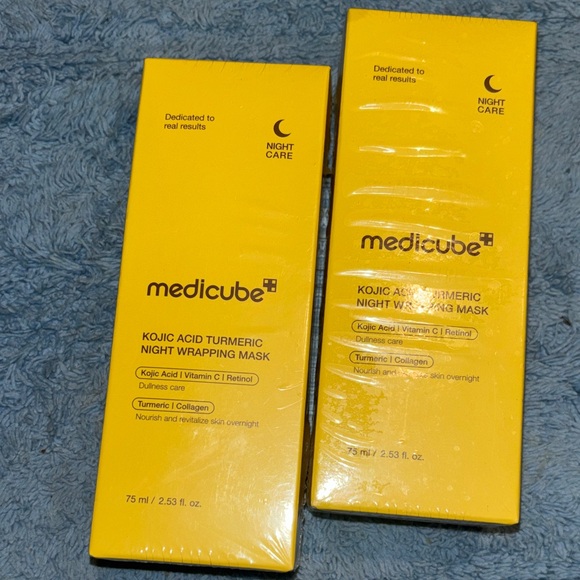 Dedicated to
real results
NIGHT
CARE
medicube
KOJIC ACID TURMERIC
NIGHT WRAPPING MASK
Kojic Acid | Vitamin C | Retinol
Dullness care
Turmeric | Collagen
Nourish and revitalize skin overnight
75 ml / 2.53 fl. oz.
Dedicated to
real results
NIGHT
CARE
medicube
KOJIC ACID TURMERIC
NIGHT WRAPPING MASK
Kojic Acid | Vitamin C | Retinol
Dullness care
Turmeric | Collagen
Nourish and revitalize skin overnight
75 ml / 2.53 fl. oz.